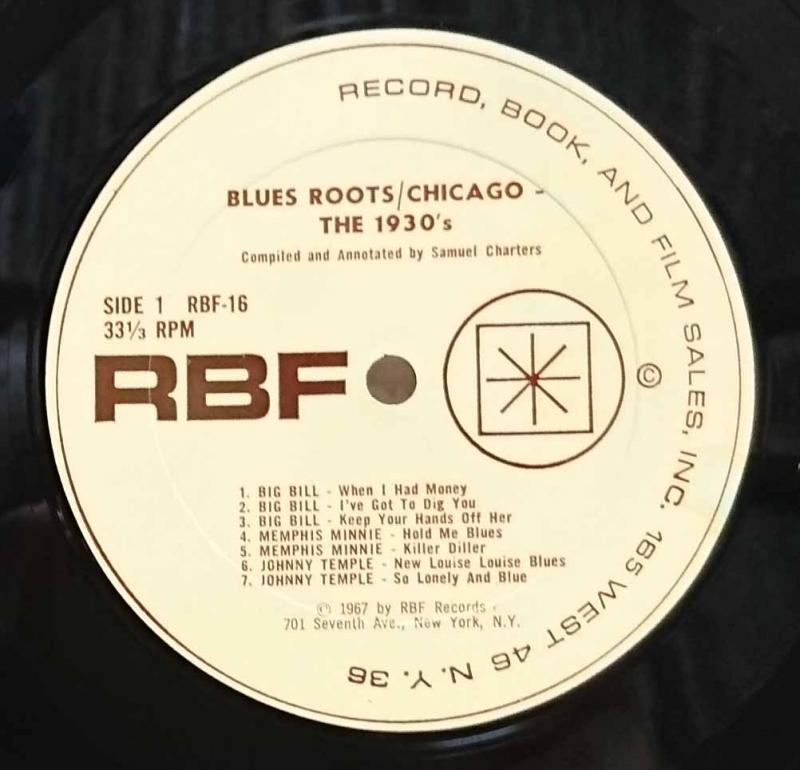 RECORD, BOOK, AND FILM SALES, INC. 165 WEST 46 N.Y. 36
BLUES ROOTS/CHICAGO -
THE 1930's
Compiled and Annotated by Samuel Charters
SIDE 1 RBF-16
33⅓ RPM
RBF
©
1. BIG BILL - When I Had Money
2. BIG BILL - I've Got To Dig You
3. BIG BILL - Keep Your Hands Off Her
4. MEMPHIS MINNIE - Hold Me Blues
5. MEMPHIS MINNIE - Killer Diller
6. JOHNNY TEMPLE - New Louise Louise Blues
7. JOHNNY TEMPLE - So Lonely And Blue
© 1967 by RBF Records -
701 Seventh Ave., New York, N.Y.